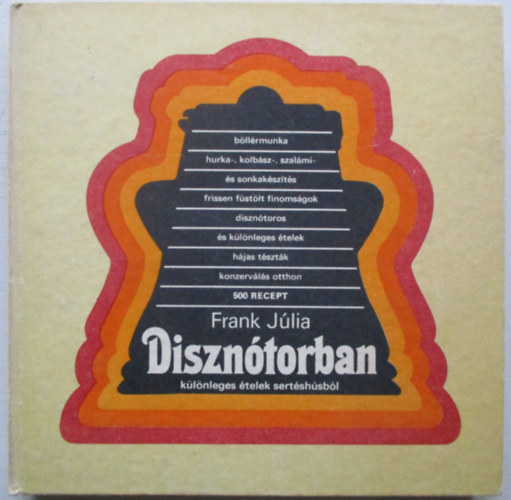 böllérmunka
hurka-, kolbász-, szalámi-
és sonkakészítés
frissen füstölt finomságok
disznótoros
és különleges ételek
hájas tészták
konzerválás otthon
500 RECEPT
Frank Júlia
Disznótorban
különleges ételek sertéshúsból